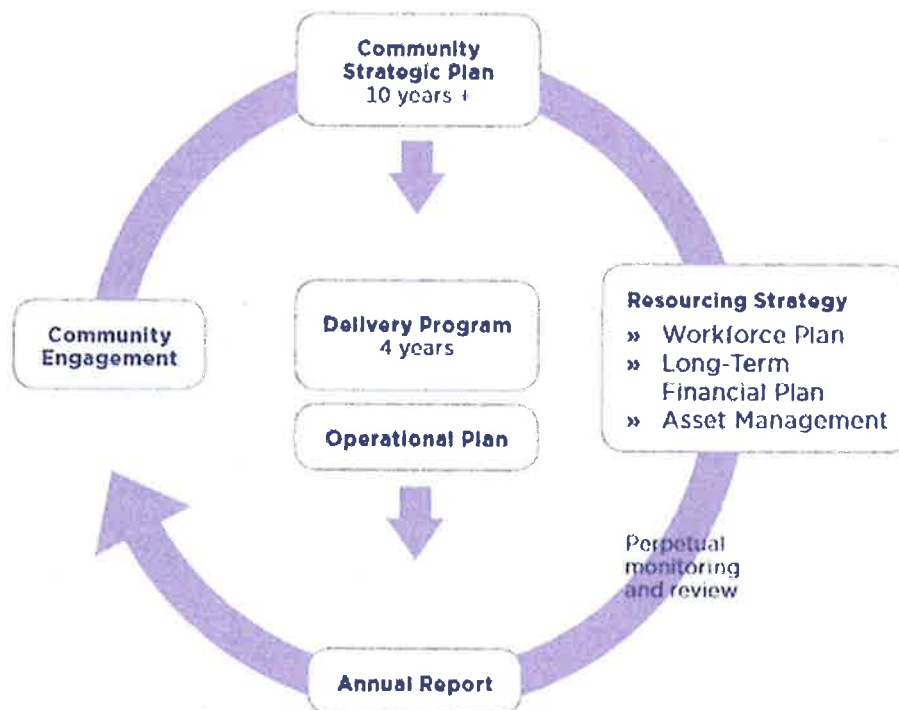 Community
Strategic Plan
10 years +
Community
Engagement
Delivery Program
4 years
Operational Plan
Resourcing Strategy
» Workforce Plan
» Long-Term
Financial Plan
» Asset Management
Perpetual
monitoring
and review
Annual Report